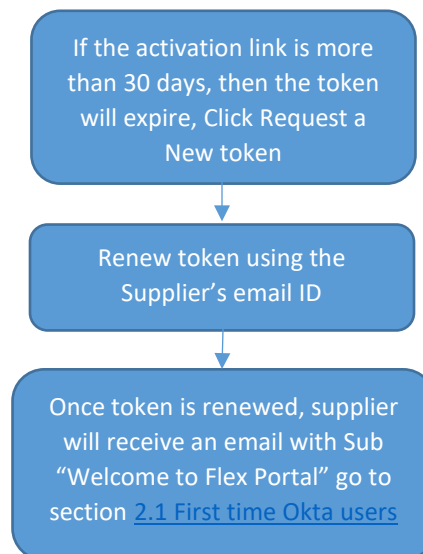 If the activation link is more
than 30 days, then the token
will expire, Click Request a
New token
Renew token using the
Supplier’s email ID
Once token is renewed, supplier
will receive an email with Sub
“Welcome to Flex Portal” go to
section 2.1 First time Okta users